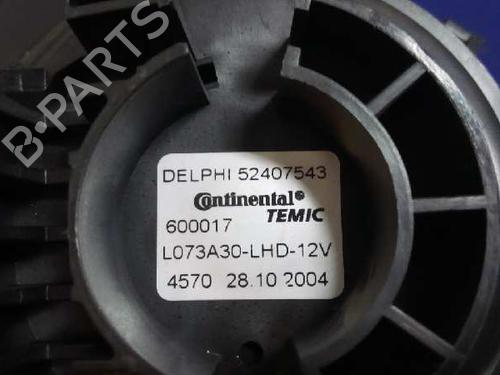 B-PARTS
DELPHI 52407543
Continental®
TEMIC
600017
L073A30-LHD-12V
4570 28.10 2004